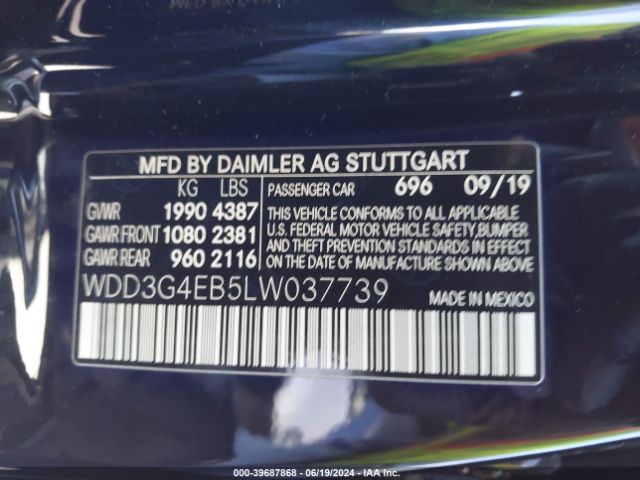 MFD BY DAIMLER AG STUTTGART
KG LBS
GVWR 1990 4387
GAWR FRONT 1080 2381
GAWR REAR 960 2116
PASSENGER CAR 696 09/19
THIS VEHICLE CONFORMS TO ALL APPLICABLE
U.S. FEDERAL MOTOR VEHICLE SAFETY, BUMPER
AND THEFT PREVENTION STANDARDS IN EFFECT
ON THE DATE OF MANUFACTURE SHOWN ABOVE.
WDD3G4EB5LW037739 MADE IN MEXICO
00-39687868 - 06/19/2024 - IAA Inc.